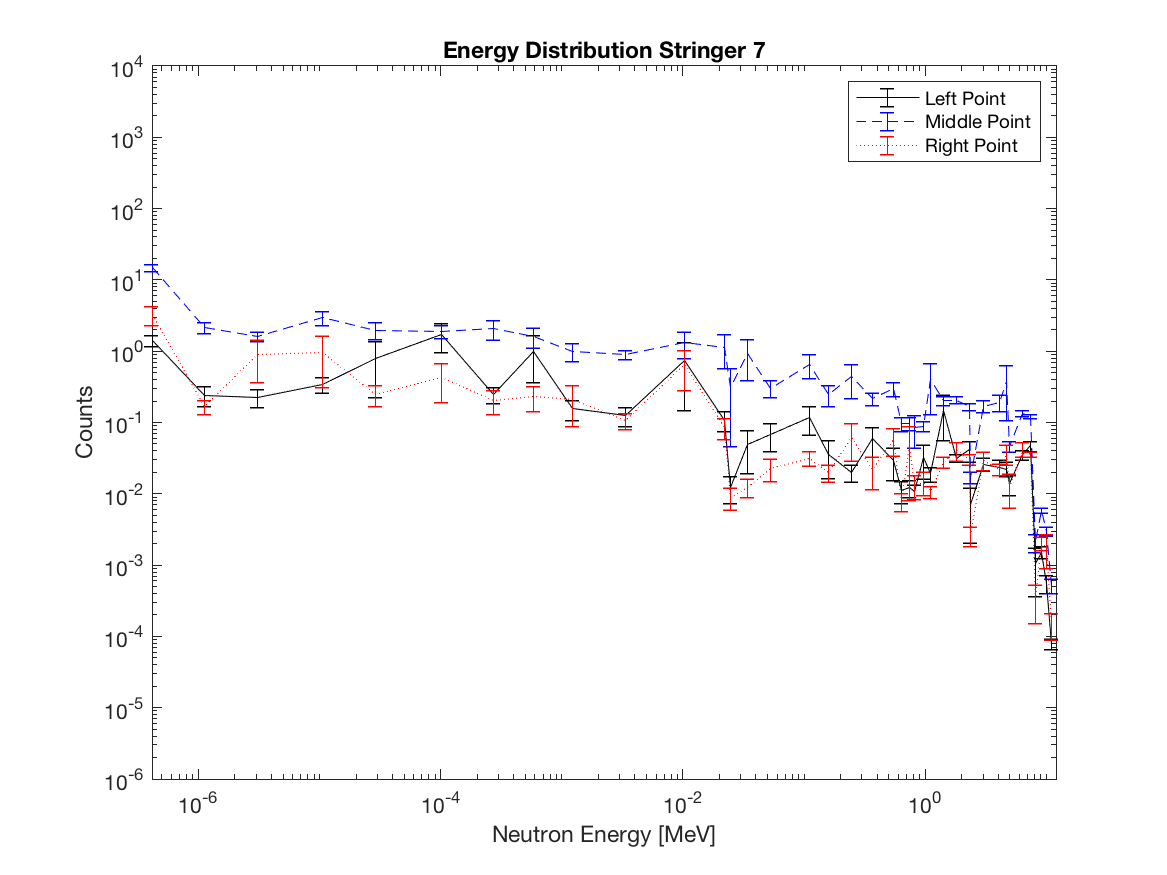 Energy Distribution Stringer 7
Left Point
Middle Point
Right Point
10^4
10^3
10^2
10^1
10^0
10^-1
10^-2
10^-3
10^-4
10^-5
10^-6
Counts
10^-6 10^-4 10^-2 10^0
Neutron Energy [MeV]